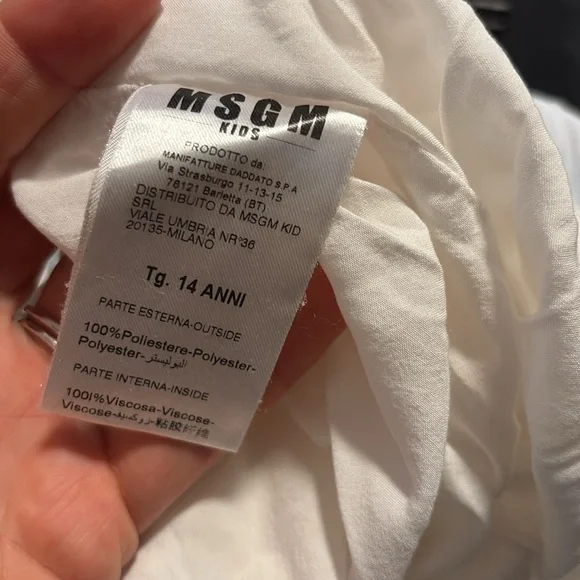 MSGM
KIDS
PRODOTTO da:
MANIFATTURE DADDATO S.P.A
Via Strasburgo 11-13-15
76121 Barletta (BT)
DISTRIBUITO DA MSGM KID
SRL
VIALE UMBRIA NR°36
20135-MILANO
Tg. 14 ANNI
PARTE ESTERNA-OUTSIDE
100%Poliestere-Polyester-
Polyester-البوليستر
PARTE INTERNA-INSIDE
100%Viscosa-Viscose-
Viscose-粘胶纤维